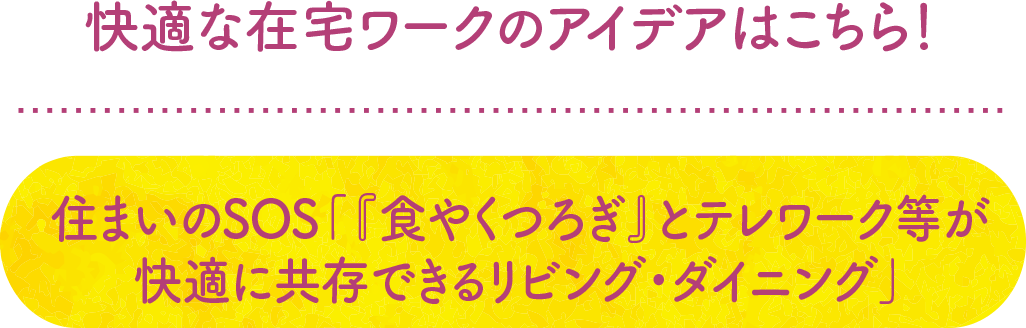 快適な在宅ワークのアイデアはこちら！
住まいのSOS「『食やくつろぎ』とテレワーク等が
快適に共存できるリビング・ダイニング」